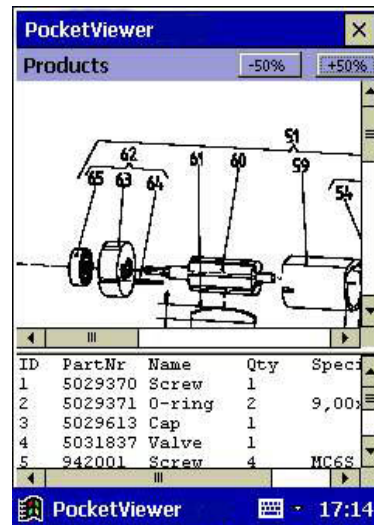 PocketViewer
Products -50% +50%
51
62 61 60 59
65 63 64 54
ID PartNr Name Qty Speci
1 5029370 Screw 1
2 5029371 O-ring 2 9,00x
3 5029613 Cap 1
4 5031837 Valve 1
5 942001 Screw 4 MC6S
PocketViewer 17:14